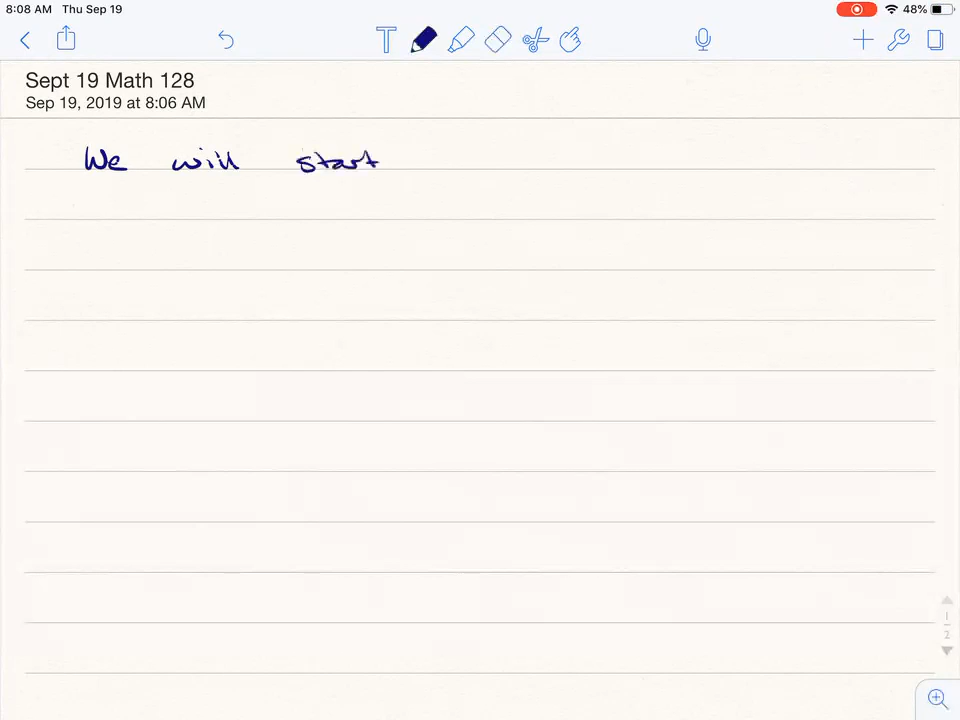 8:08 AM Thu Sep 19 48%
T
Sept 19 Math 128
Sep 19, 2019 at 8:06 AM
We will start
1
2